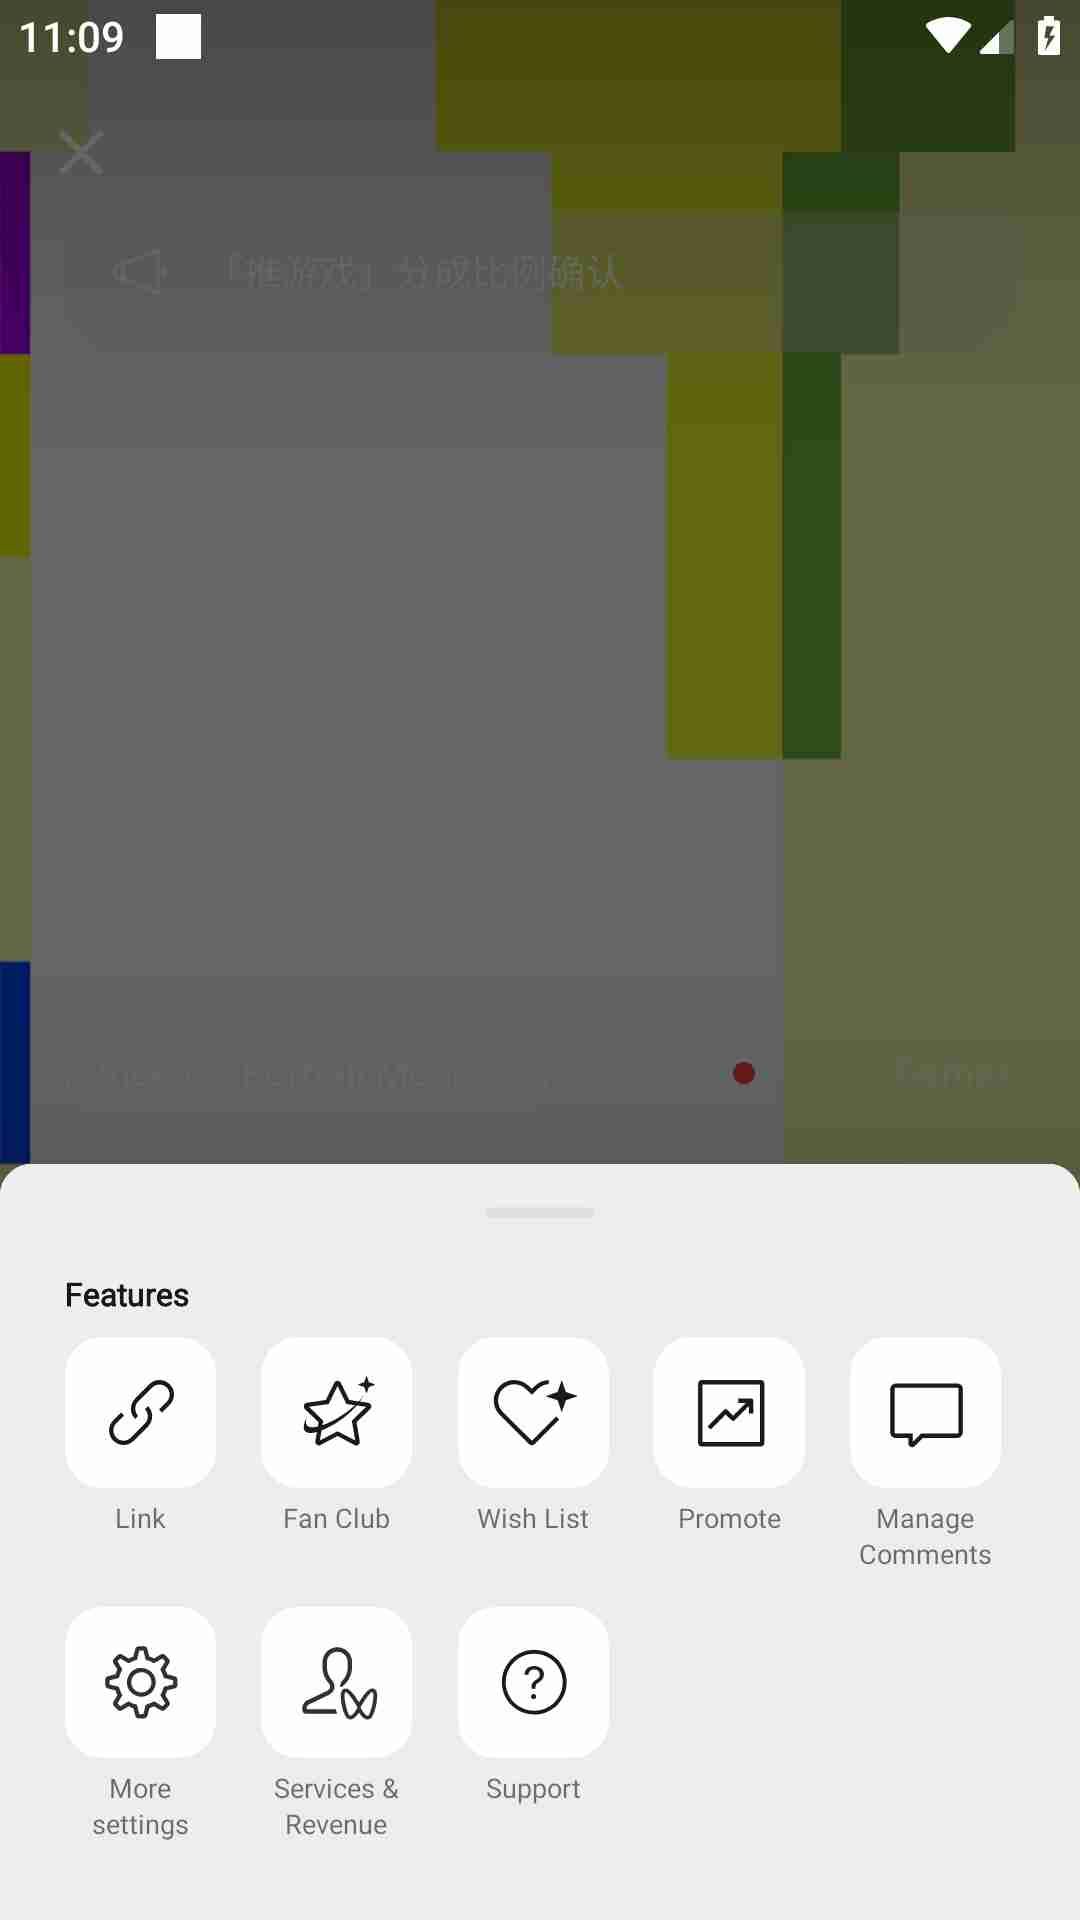 11:09
「推游戏」分成比例确认
Features
Link
Fan Club
Wish List
Promote
Manage
Comments
More
settings
Services &
Revenue
Support